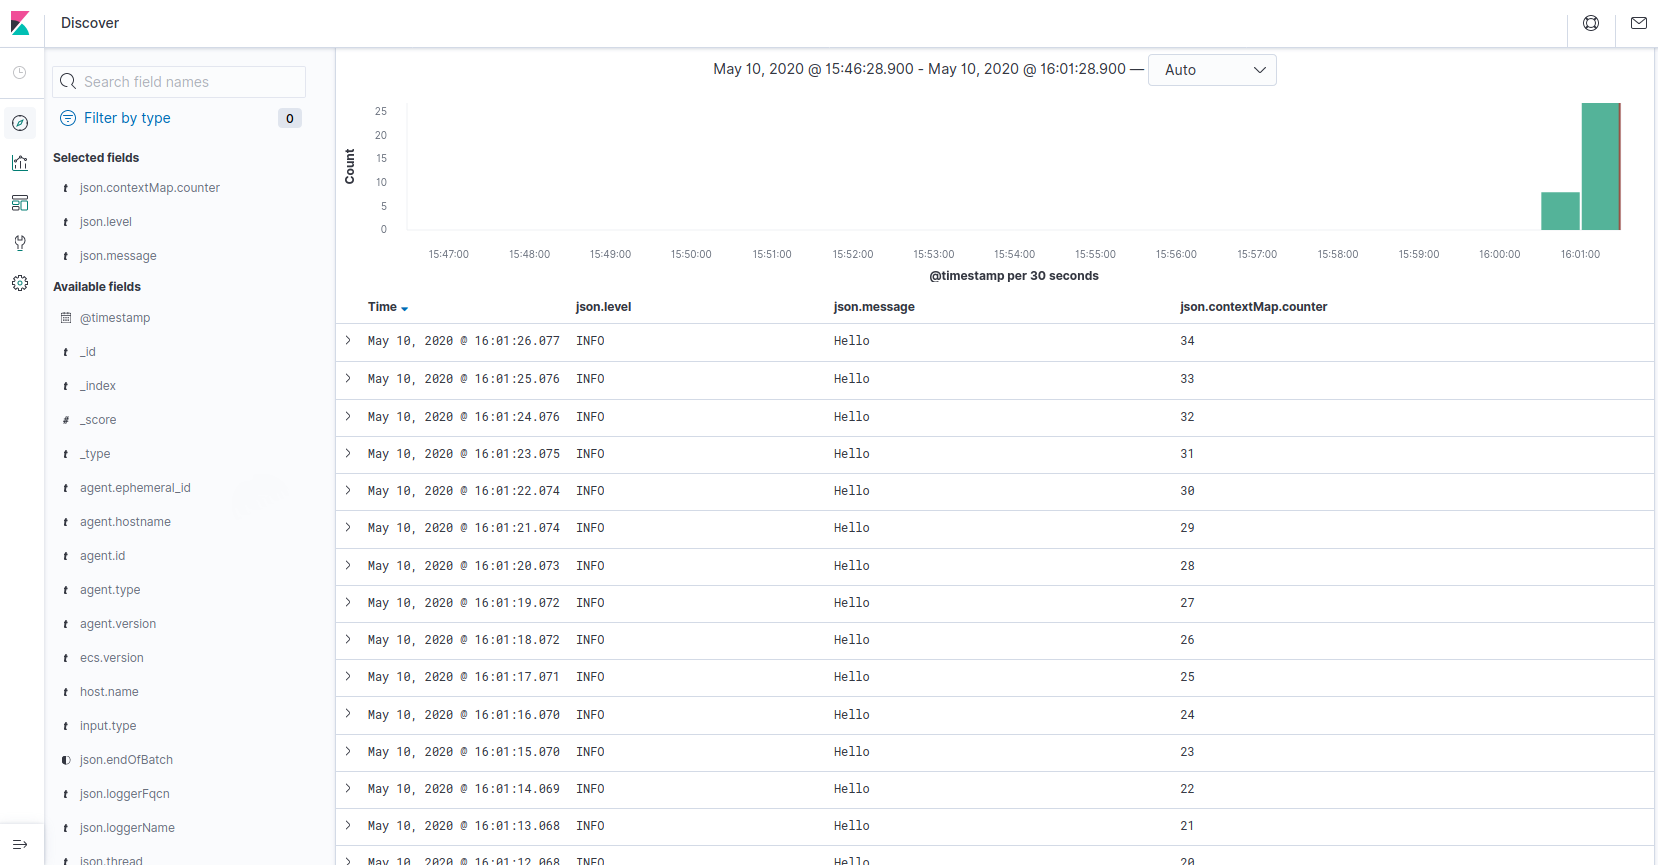 Discover
Search field names
Filter by type 0
Selected fields
t json.contextMap.counter
t json.level
t json.message
Available fields
@timestamp
t _id
t _index
# _score
t _type
t agent.ephemeral_id
t agent.hostname
t agent.id
t agent.type
t agent.version
t ecs.version
t host.name
t input.type
json.endOfBatch
t json.loggerFqcn
t json.loggerName
t json.thread
May 10, 2020 @ 15:46:28.900 - May 10, 2020 @ 16:01:28.900 — Auto
Count
25
20
15
10
5
0
15:47:00 15:48:00 15:49:00 15:50:00 15:51:00 15:52:00 15:53:00 15:54:00 15:55:00 15:56:00 15:57:00 15:58:00 15:59:00 16:00:00 16:01:00
@timestamp per 30 seconds
Time json.level json.message json.contextMap.counter
May 10, 2020 @ 16:01:26.077 INFO Hello 34
May 10, 2020 @ 16:01:25.076 INFO Hello 33
May 10, 2020 @ 16:01:24.076 INFO Hello 32
May 10, 2020 @ 16:01:23.075 INFO Hello 31
May 10, 2020 @ 16:01:22.074 INFO Hello 30
May 10, 2020 @ 16:01:21.074 INFO Hello 29
May 10, 2020 @ 16:01:20.073 INFO Hello 28
May 10, 2020 @ 16:01:19.072 INFO Hello 27
May 10, 2020 @ 16:01:18.072 INFO Hello 26
May 10, 2020 @ 16:01:17.071 INFO Hello 25
May 10, 2020 @ 16:01:16.070 INFO Hello 24
May 10, 2020 @ 16:01:15.070 INFO Hello 23
May 10, 2020 @ 16:01:14.069 INFO Hello 22
May 10, 2020 @ 16:01:13.068 INFO Hello 21
May 10, 2020 @ 16:01:12.068 INFO Hello 20